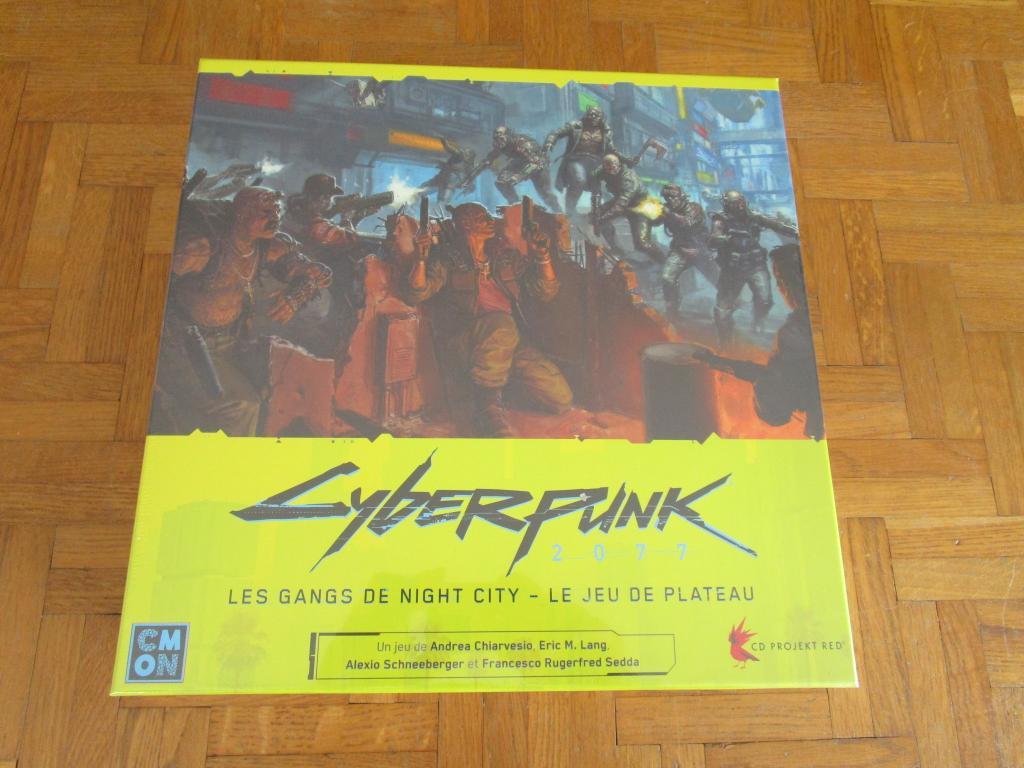 CYBERPUNK
2077
LES GANGS DE NIGHT CITY – LE JEU DE PLATEAU
Un jeu de Andrea Chiarvesio, Eric M. Lang,
Alexio Schneeberger et Francesco Rugerfred Sedda
CMON
CD PROJEKT RED®